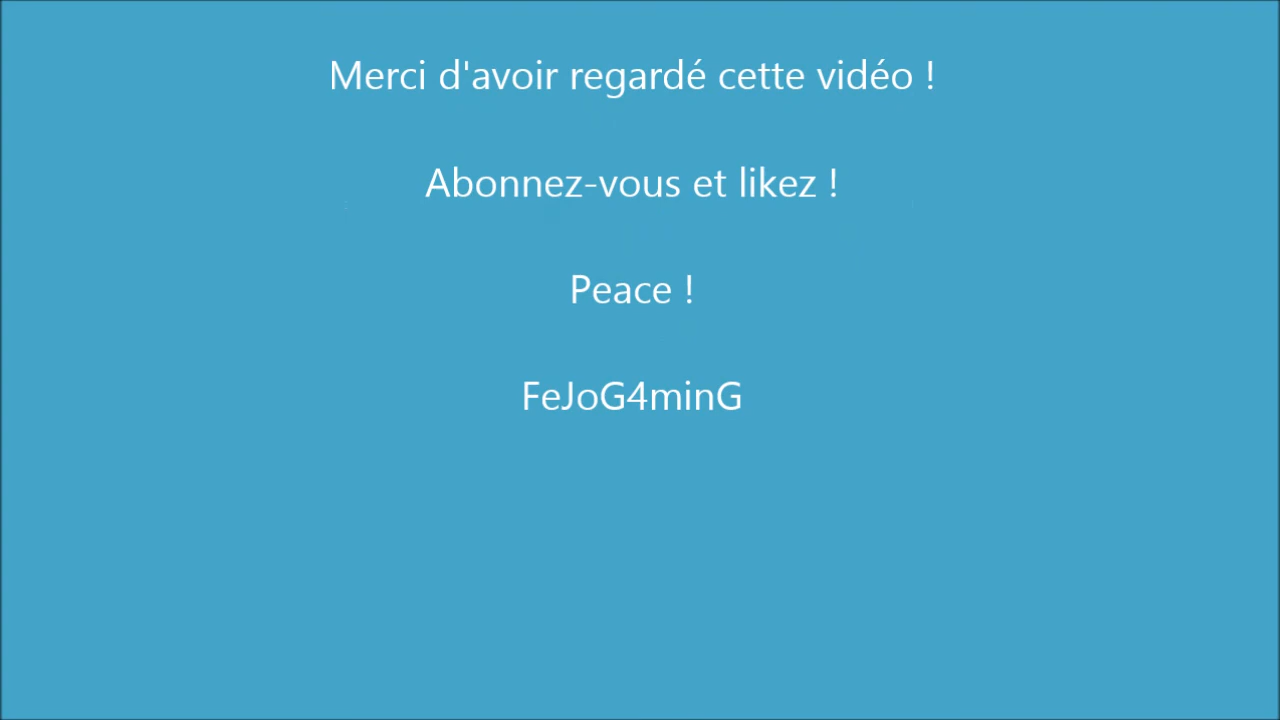 Merci d'avoir regardé cette vidéo !
Abonnez-vous et likez !
Peace !
FeJoG4minG